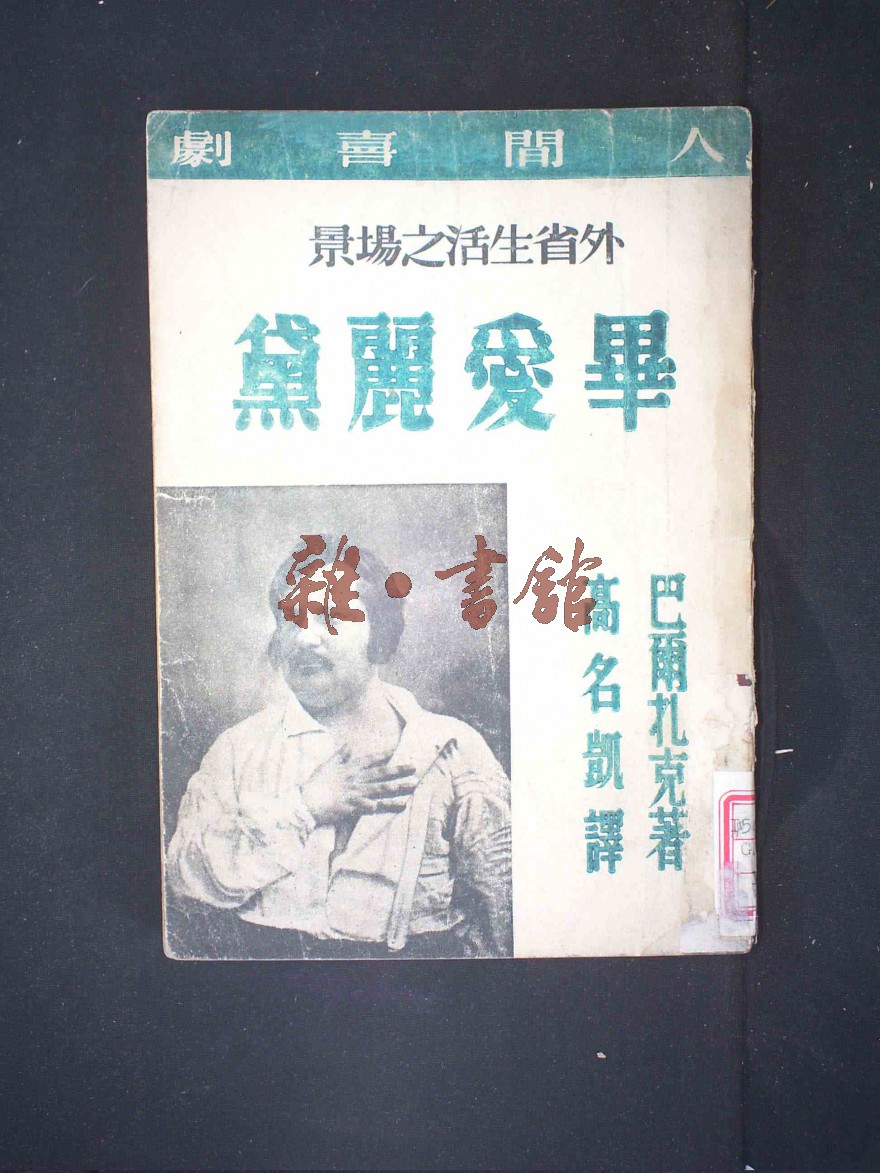 人間喜劇
外省生活之場景
畢愛麗黛
巴爾扎克著
高名凱譯
雜·書館